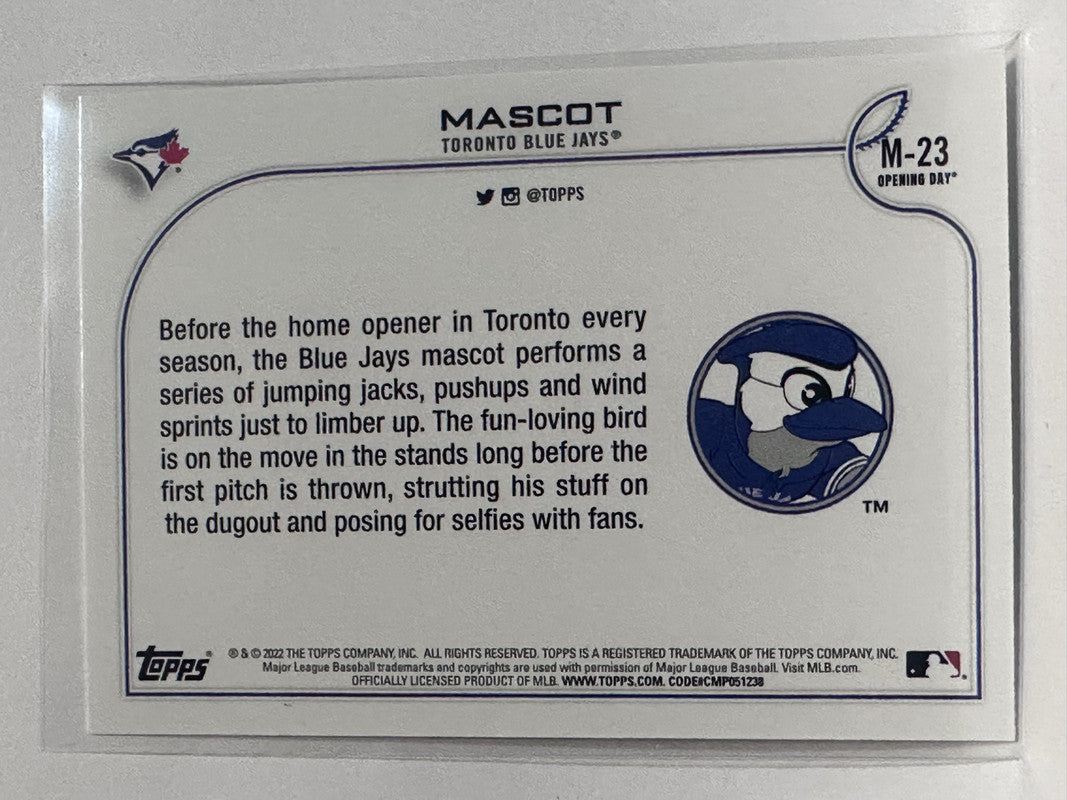 MASCOT
TORONTO BLUE JAYS®
M-23
OPENING DAY®
@TOPPS
Before the home opener in Toronto every
season, the Blue Jays mascot performs a
series of jumping jacks, pushups and wind
sprints just to limber up. The fun-loving bird
is on the move in the stands long before the
first pitch is thrown, strutting his stuff on
the dugout and posing for selfies with fans.
TM
topps®
® & © 2022 THE TOPPS COMPANY, INC. ALL RIGHTS RESERVED. TOPPS IS A REGISTERED TRADEMARK OF THE TOPPS COMPANY, INC.
Major League Baseball trademarks and copyrights are used with permission of Major League Baseball. Visit MLB.com.
OFFICIALLY LICENSED PRODUCT OF MLB. WWW.TOPPS.COM. CODE#CMP051238